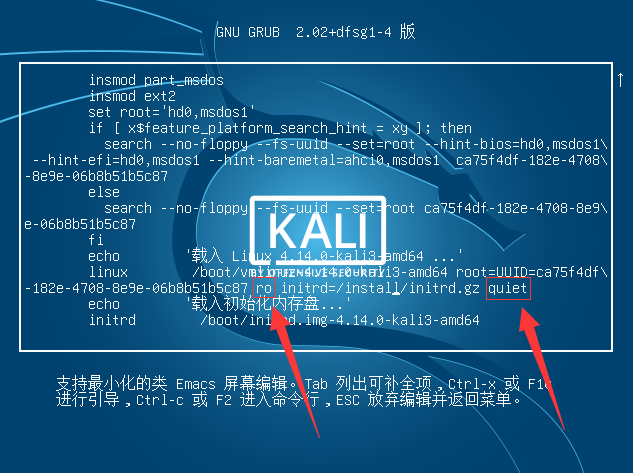 GNU GRUB 2.02+dfsg1-4 版
insmod part_msdos
insmod ext2
set root='hd0,msdos1'
if [ x$feature_platform_search_hint = xy ]; then
search --no-floppy --fs-uuid --set=root --hint-bios=hd0,msdos1\
--hint-efi=hd0,msdos1 --hint-baremetal=ahci0,msdos1 ca75f4df-182e-4708\
-8e9e-06b8b51b5c87
else
search --no-floppy --fs-uuid --set=root ca75f4df-182e-4708-8e9\
e-06b8b51b5c87
KALI
fi
echo '载入 Linux 4.14.0-kali3-amd64 ...'
linux /boot/vmlinuz-4.14.0-kali3-amd64 root=UUID=ca75f4df\
BY OFFENSIVE SECURITY
-182e-4708-8e9e-06b8b51b5c87 ro initrd=/install/initrd.gz quiet
echo '载入初始化内存盘...'
initrd /boot/initrd.img-4.14.0-kali3-amd64
支持最小化的类 Emacs 屏幕编辑。Tab 列出可补全项，Ctrl-x 或
进行引导，Ctrl-c 或 F2 进入命令行，ESC 放弃编辑并返回菜单。